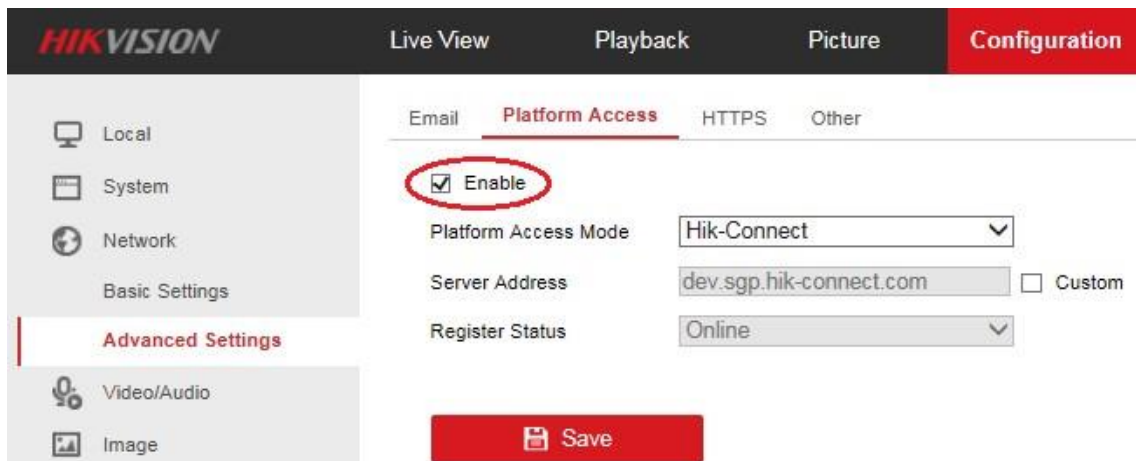 HIKVISION Live View Playback Picture Configuration
Local
System
Network
Basic Settings
Advanced Settings
Video/Audio
Image
Email Platform Access HTTPS Other
Enable
Platform Access Mode Hik-Connect
Server Address dev.sgp.hik-connect.com Custom
Register Status Online
Save